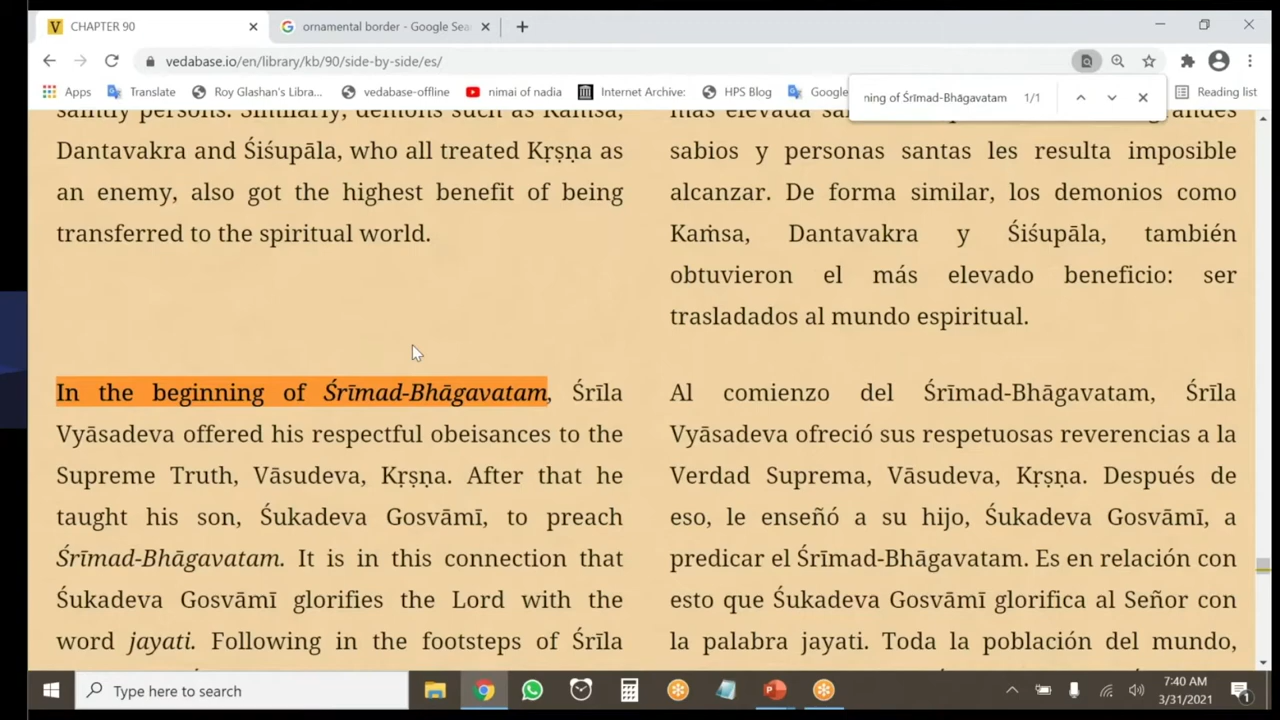 CHAPTER 90
ornamental border - Google Sea
vedabase.io/en/library/kb/90/side-by-side/es/
Apps
Translate
Roy Glashan's Libra...
vedabase-offline
nimai of nadia
Internet Archive:
HPS Blog
Google
ning of Śrīmad-Bhāgavatam 1/1
Reading list
saintly persons. Similarly, demons such as Kaṁsa,
Dantavakra and Śiśupāla, who all treated Kṛṣṇa as
an enemy, also got the highest benefit of being
transferred to the spiritual world.
In the beginning of Śrīmad-Bhāgavatam, Śrīla
Vyāsadeva offered his respectful obeisances to the
Supreme Truth, Vāsudeva, Kṛṣṇa. After that he
taught his son, Śukadeva Gosvāmī, to preach
Śrīmad-Bhāgavatam. It is in this connection that
Śukadeva Gosvāmī glorifies the Lord with the
word jayati. Following in the footsteps of Śrīla
más elevada
sabios y personas santas les resulta imposible
alcanzar. De forma similar, los demonios como
Kaṁsa, Dantavakra y Śiśupāla, también
obtuvieron el más elevado beneficio: ser
trasladados al mundo espiritual.
Al comienzo del Śrīmad-Bhāgavatam, Śrīla
Vyāsadeva ofreció sus respetuosas reverencias a la
Verdad Suprema, Vāsudeva, Kṛṣṇa. Después de
eso, le enseñó a su hijo, Śukadeva Gosvāmī, a
predicar el Śrīmad-Bhāgavatam. Es en relación con
esto que Śukadeva Gosvāmī glorifica al Señor con
la palabra jayati. Toda la población del mundo,
Type here to search
7:40 AM
3/31/2021
1